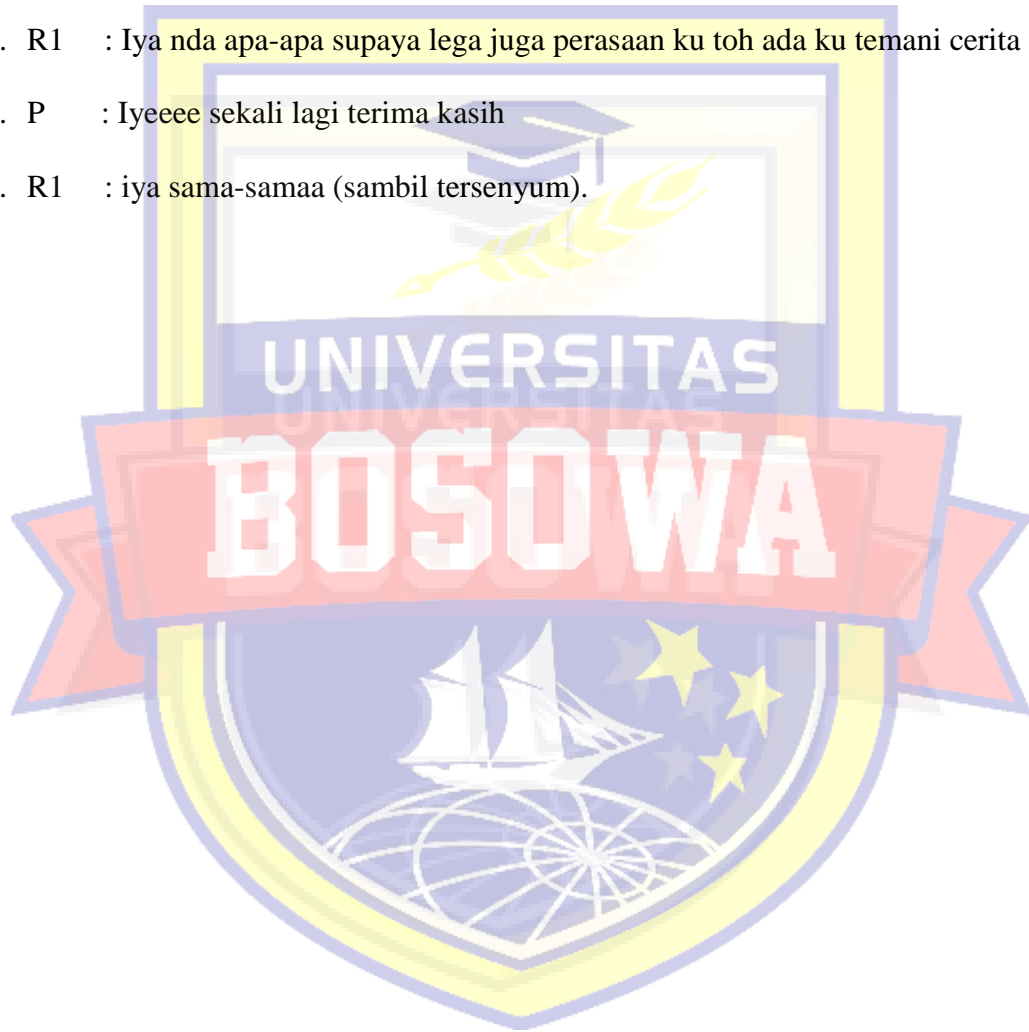 . R1 : Iya nda apa-apa supaya lega juga perasaan ku toh ada ku temani cerita
. P : Iyeeee sekali lagi terima kasih
. R1 : iya sama-samaa (sambil tersenyum).
UNIVERSITAS
UNIVERSITAS
BOSOWA